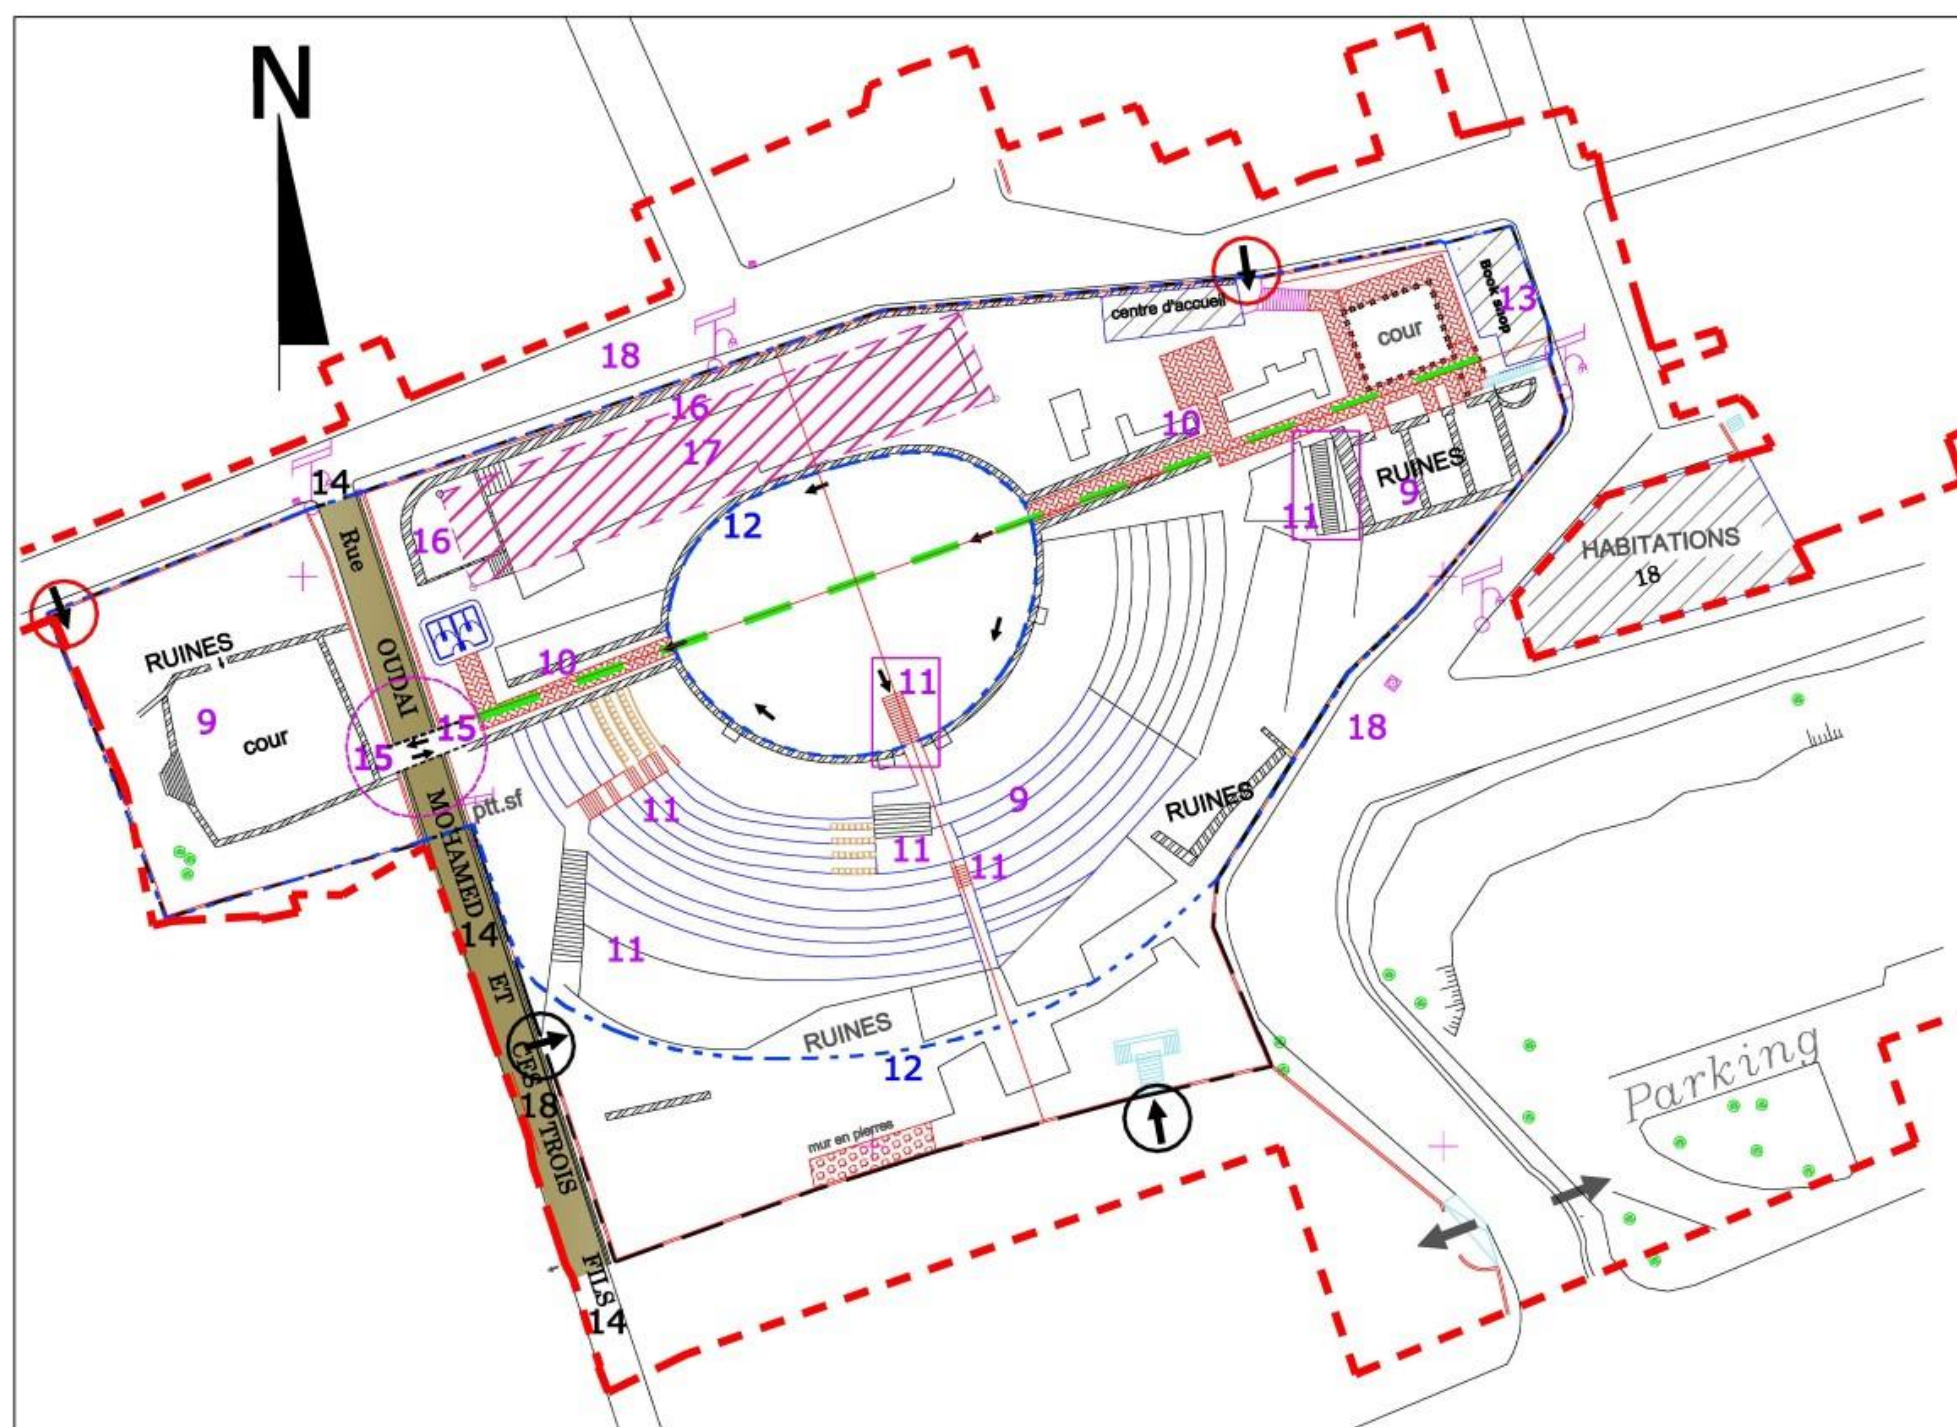 N
18
centre d'accueil
cour
Book shop
13
16
17
10
14
RUINES
9
11
12
16
HABITATIONS
18
Rue
OUDAI
MOHAMED
ET
CES
TROIS
FILS
RUINES
10
11
9
cour
15
15
18
ptt.sf
11
9
RUINES
11
11
14
11
RUINES
12
18
Parking
mur en pierres
14